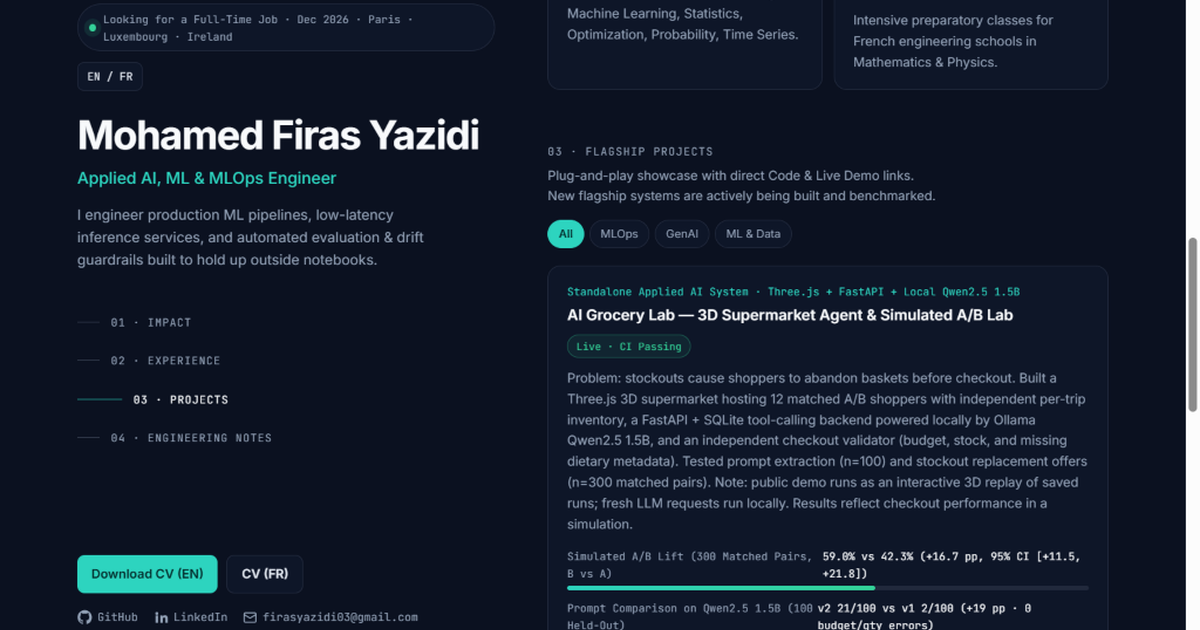 Looking for a Full-Time Job · Dec 2026 · Paris ·
Luxembourg · Ireland
EN / FR
Mohamed Firas Yazidi
Applied AI, ML & MLOps Engineer
I engineer production ML pipelines, low-latency
inference services, and automated evaluation & drift
guardrails built to hold up outside notebooks.
01 · IMPACT
02 · EXPERIENCE
03 · PROJECTS
04 · ENGINEERING NOTES
Download CV (EN)
CV (FR)
GitHub
LinkedIn
firasyazidi03@gmail.com
Machine Learning, Statistics,
Optimization, Probability, Time Series.
Intensive preparatory classes for
French engineering schools in
Mathematics & Physics.
03 · FLAGSHIP PROJECTS
Plug-and-play showcase with direct Code & Live Demo links.
New flagship systems are actively being built and benchmarked.
All
MLOps
GenAI
ML & Data
Standalone Applied AI System · Three.js + FastAPI + Local Qwen2.5 1.5B
AI Grocery Lab — 3D Supermarket Agent & Simulated A/B Lab
Live · CI Passing
Problem: stockouts cause shoppers to abandon baskets before checkout. Built a
Three.js 3D supermarket hosting 12 matched A/B shoppers with independent per-trip
inventory, a FastAPI + SQLite tool-calling backend powered locally by Ollama
Qwen2.5 1.5B, and an independent checkout validator (budget, stock, and missing
dietary metadata). Tested prompt extraction (n=100) and stockout replacement offers
(n=300 matched pairs). Note: public demo runs as an interactive 3D replay of saved
runs; fresh LLM requests run locally. Results reflect checkout performance in a
simulation.
Simulated A/B Lift (300 Matched Pairs,
B vs A)
59.0% vs 42.3% (+16.7 pp, 95% CI [+11.5,
+21.8])
Prompt Comparison on Qwen2.5 1.5B (100
Held-Out)
v2 21/100 vs v1 2/100 (+19 pp · 0
budget/qty errors)